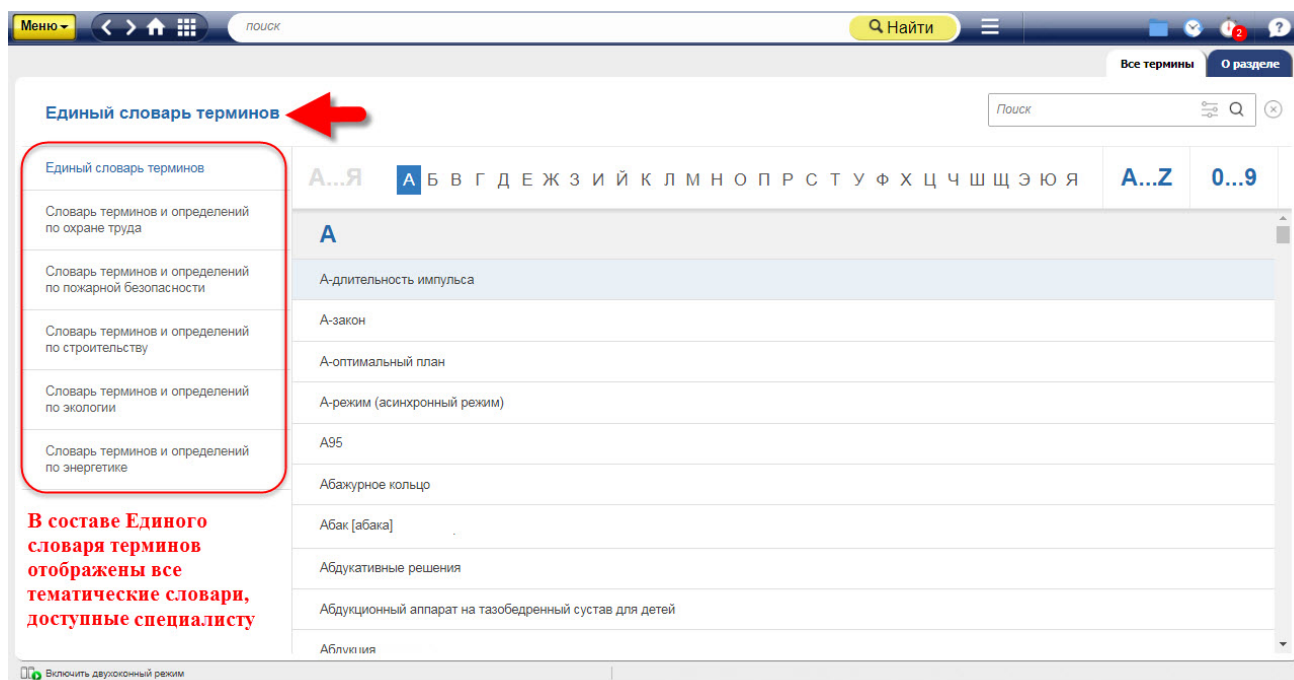 Меню
поиск
Найти
2
?
Все термины
О разделе
Единый словарь терминов
Поиск
Единый словарь терминов
Словарь терминов и определений
по охране труда
Словарь терминов и определений
по пожарной безопасности
Словарь терминов и определений
по строительству
Словарь терминов и определений
по экологии
Словарь терминов и определений
по энергетике
В составе Единого
словаря терминов
отображены все
тематические словари,
доступные специалисту
А...Я
А Б В Г Д Е Ж З И Й К Л М Н О П Р С Т У Ф Х Ц Ч Ш Щ Э Ю Я
A...Z
0...9
А
А-длительность импульса
А-закон
А-оптимальный план
А-режим (асинхронный режим)
А95
Абажурное кольцо
Абак [абака]
Абдукативные решения
Абдукционный аппарат на тазобедренный сустав для детей
Абдукция
Включить двухоконный режим